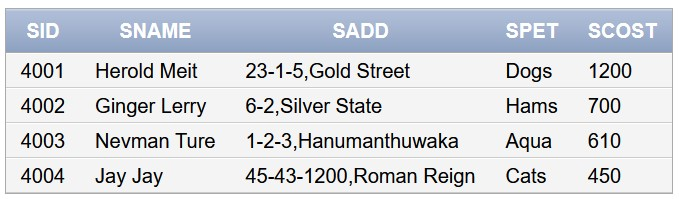 SID SNAME SADD SPET SCOST
4001 Herold Meit 23-1-5,Gold Street Dogs 1200
4002 Ginger Lerry 6-2,Silver State Hams 700
4003 Nevman Ture 1-2-3,Hanumanthuwaka Aqua 610
4004 Jay Jay 45-43-1200,Roman Reign Cats 450